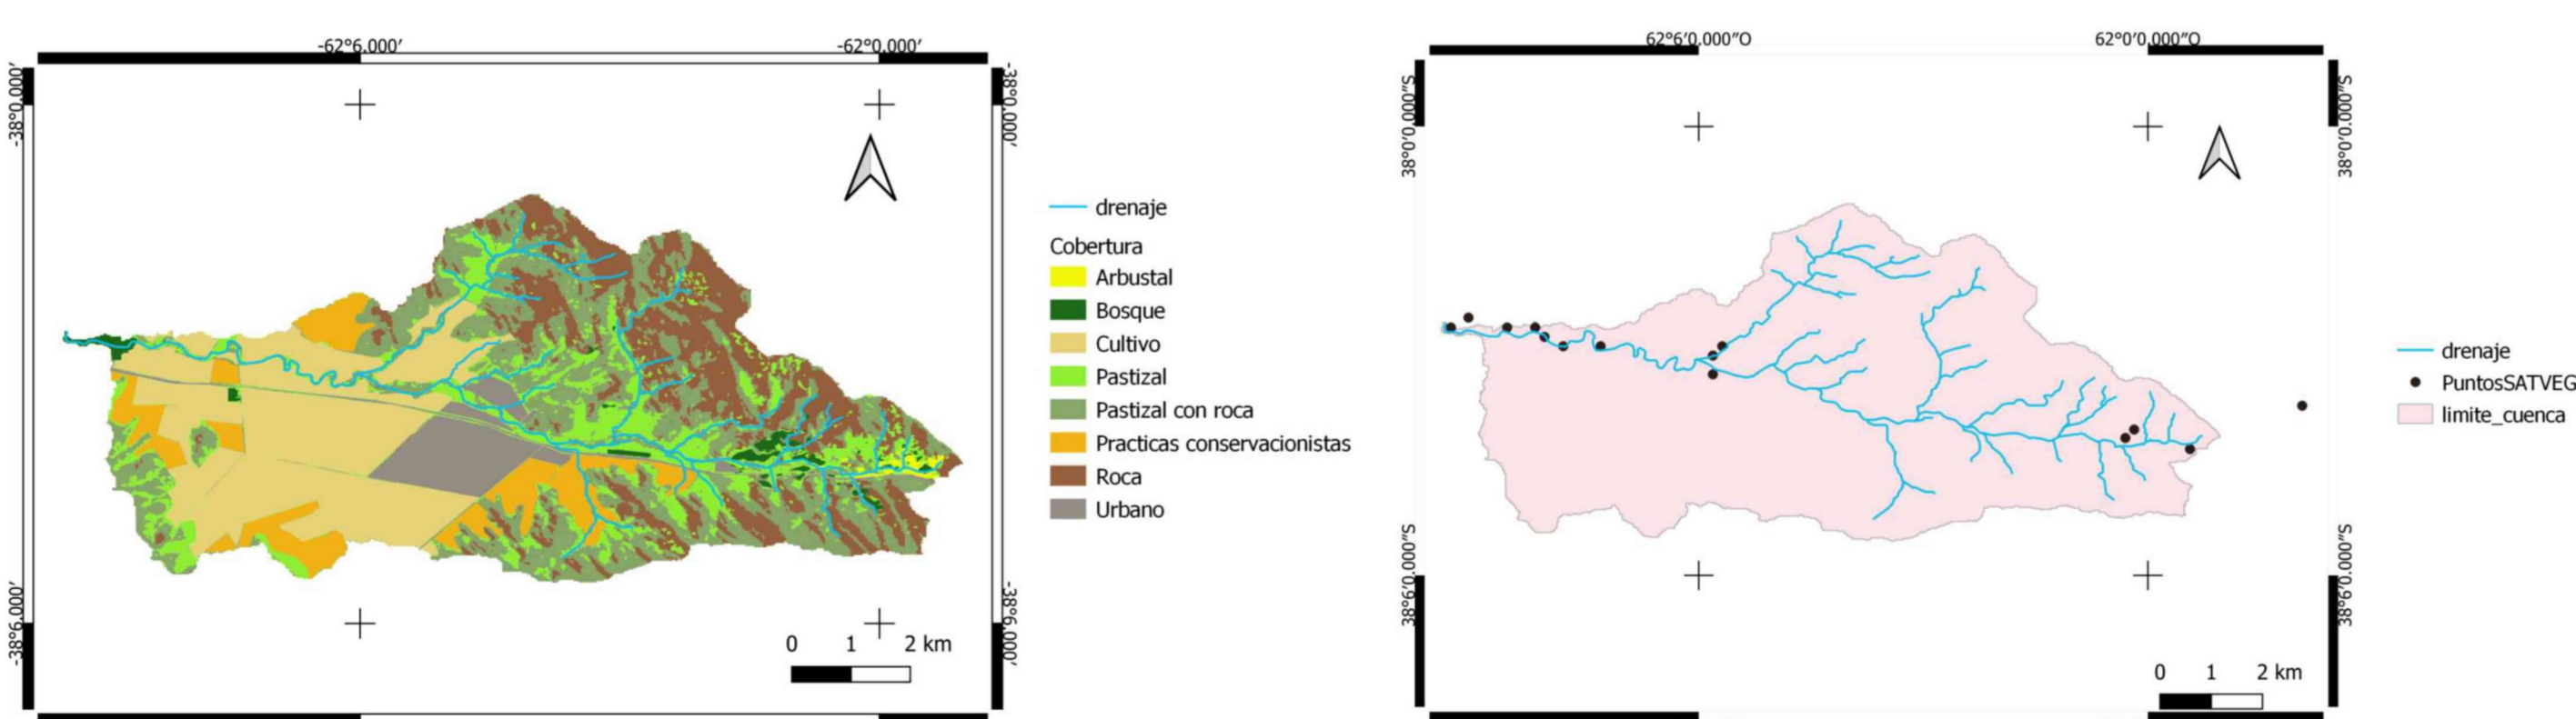 -62°6.000′
-62°0.000′
-38°0.000′
-38°0.000′
-38°6.000′
-38°6.000′
drenaje
Cobertura
Arbustal
Bosque
Cultivo
Pastizal
Pastizal con roca
Practicas conservacionistas
Roca
Urbano
0 1 2 km
62°6′0.000″O
62°0′0.000″O
38°0′0.000″S
38°0′0.000″S
38°6′0.000″S
38°6′0.000″S
drenaje
PuntosSATVEG
limite_cuenca
0 1 2 km